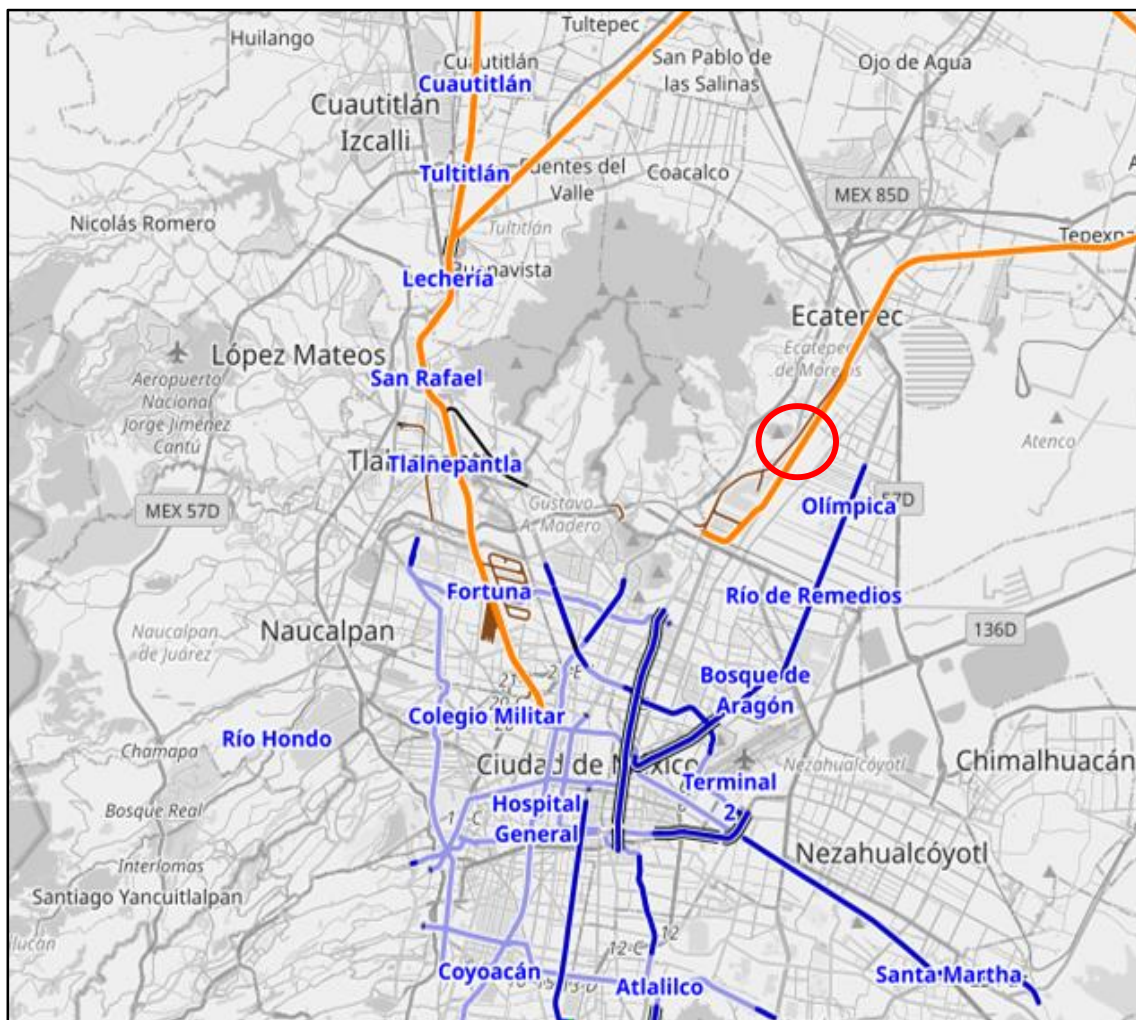 Tultepec
Huilango
Cuautitlán
San Pablo de
las Salinas
Ojo de Agua
Cuautitlán
Cuautitlán
Izcalli
Tultitlán
Fuentes del
Valle
Coacalco
MEX 85D
Nicolás Romero
Tultitlán
Buenavista
Lechería
Ecatepec
López Mateos
Ecatepec
de Morelos
San Rafael
Aeropuerto
Nacional
Jorge Jiménez
Cantú
Atenco
Tlalnepantla
MEX 57D
Gustavo
A. Madero
Olímpica
57D
Fortuna
Río de Remedios
Naucalpan
de Juárez
Naucalpan
136D
Bosque de
Aragón
Colegio Militar
Río Hondo
Chamapa
Ciudad de México
Nezahualcóyotl
Chimalhuacán
Terminal
2
Bosque Real
Hospital
General
Interlomas
Nezahualcóyotl
Santiago Yancuitlalpan
12
12-C
Coyoacán
Atlalilco
Santa Martha